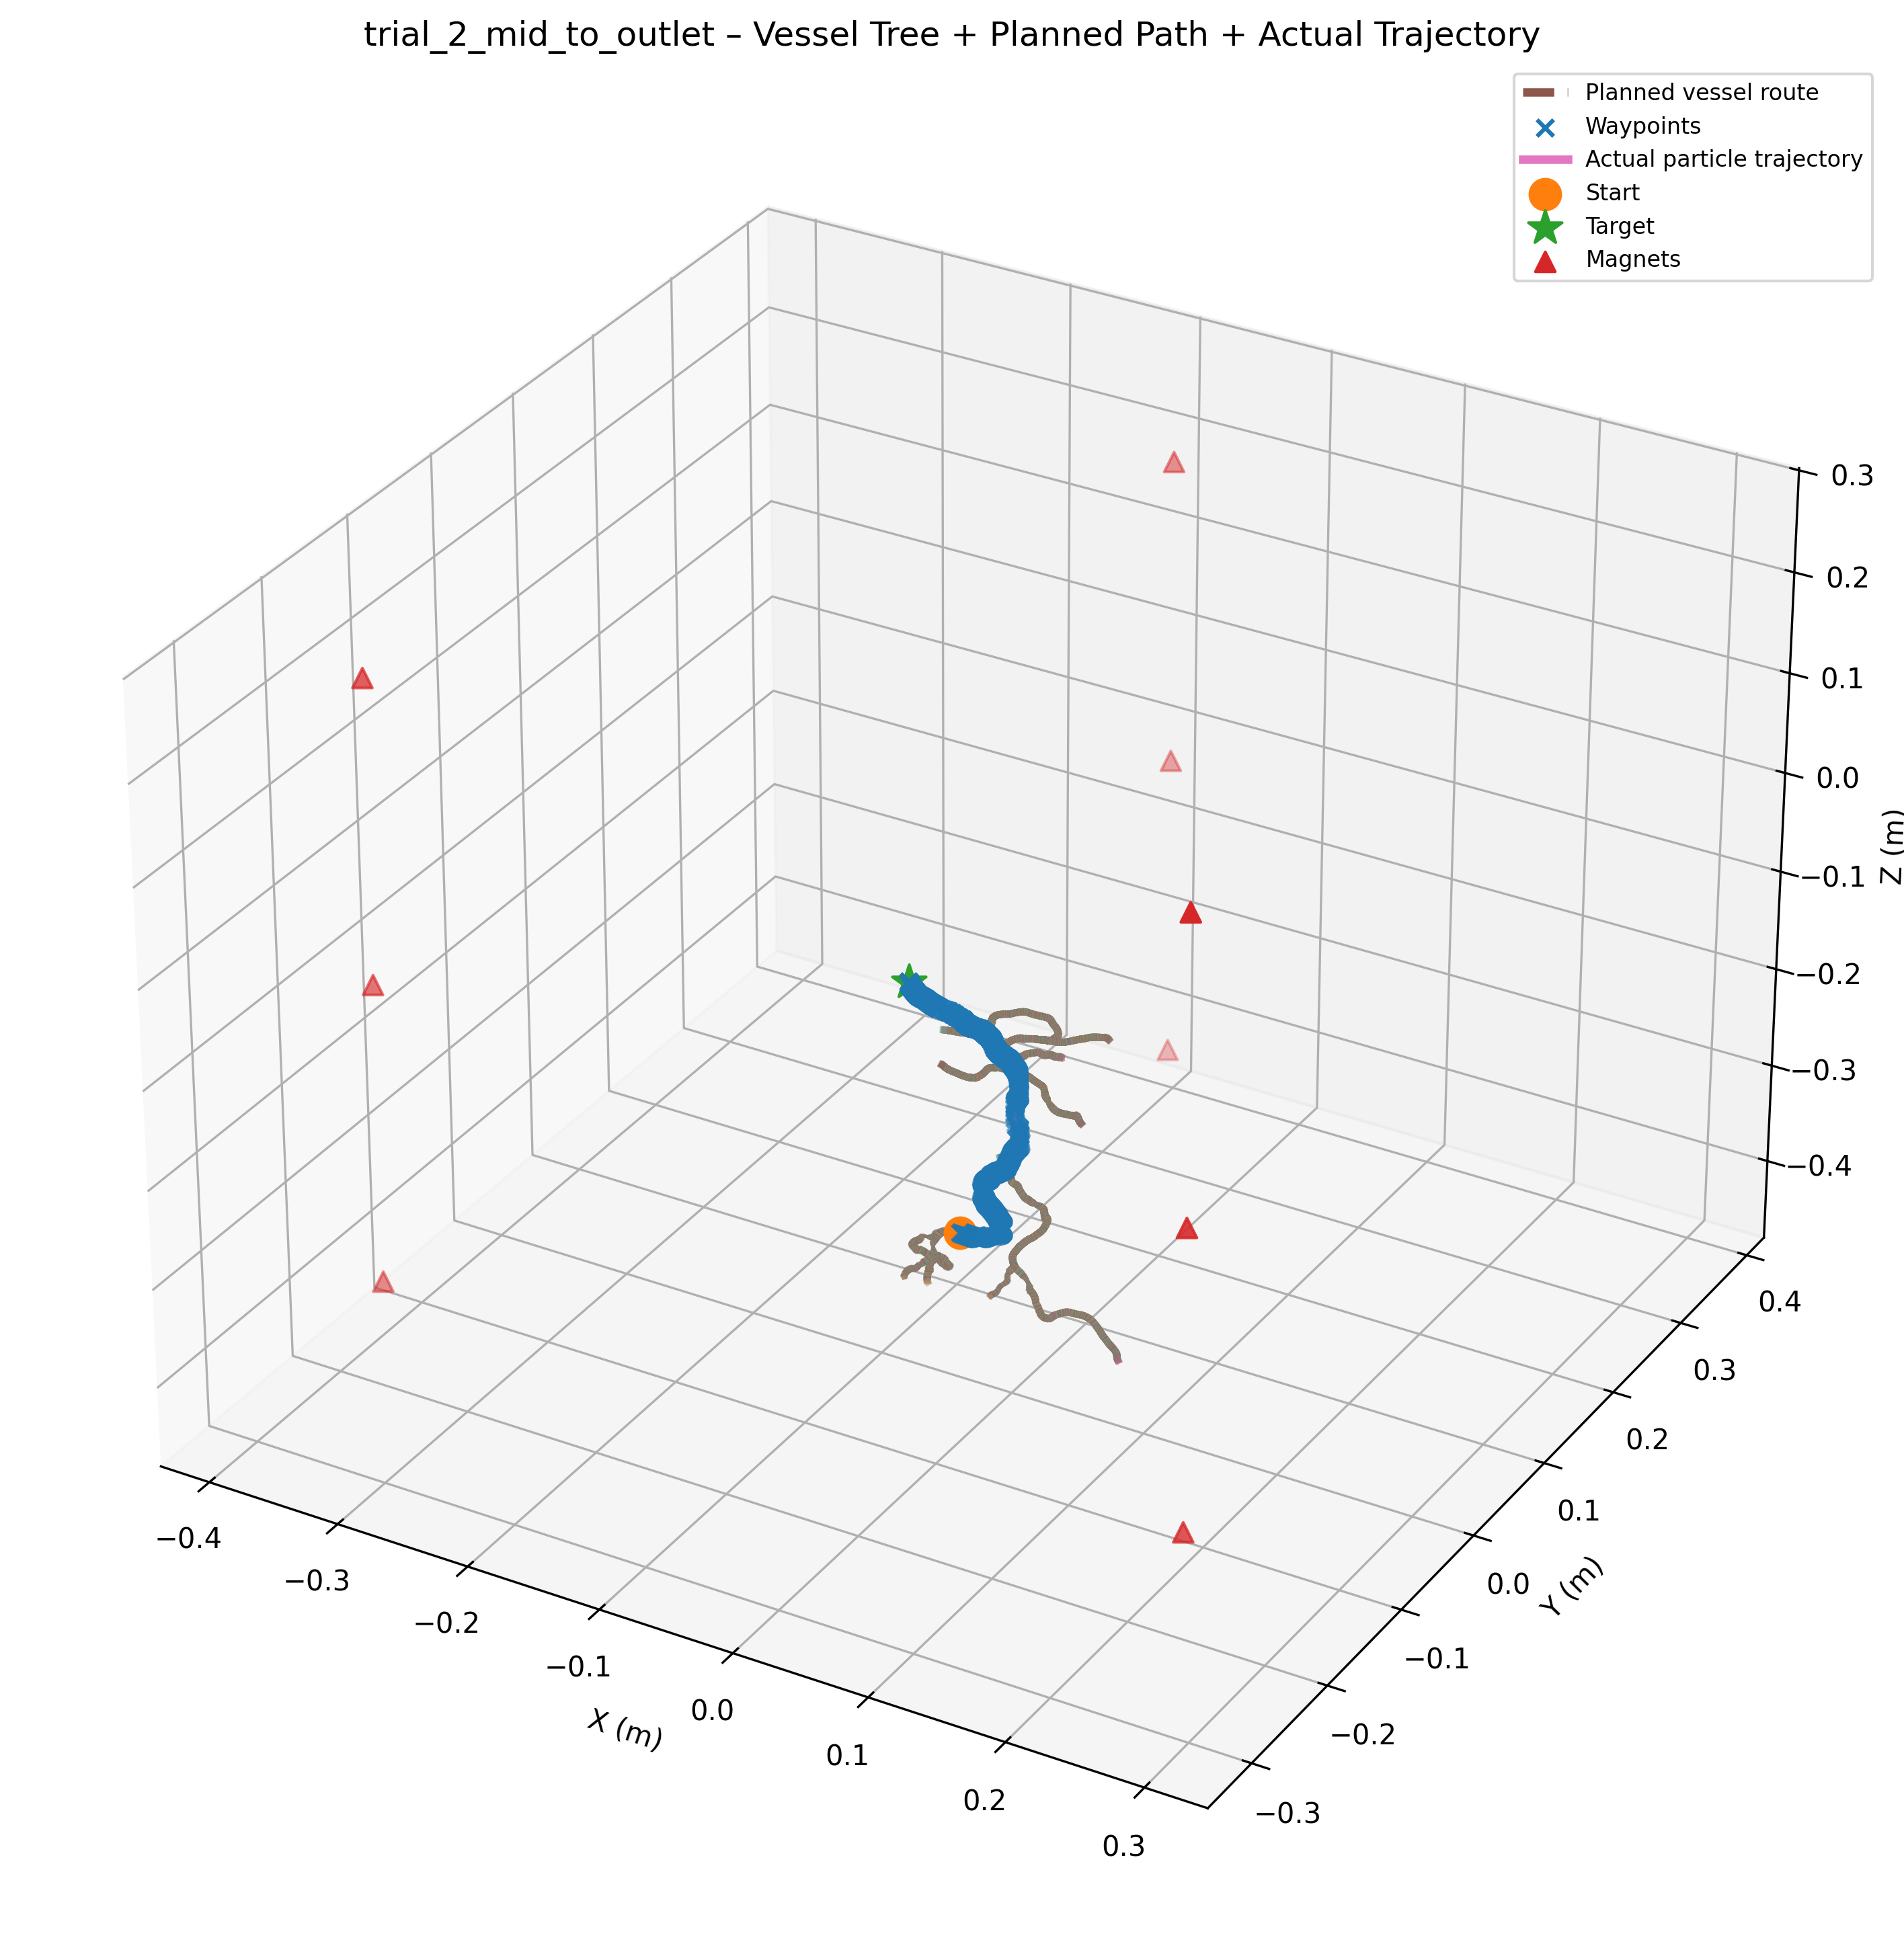 trial_2_mid_to_outlet – Vessel Tree + Planned Path + Actual Trajectory
Planned vessel route
Waypoints
Actual particle trajectory
Start
Target
Magnets
0.3
0.2
0.1
0.0
−0.1
−0.2
−0.3
−0.4
Z (m)
0.4
0.3
0.2
0.1
0.0
−0.1
−0.2
−0.3
Y (m)
−0.4
−0.3
−0.2
−0.1
0.0
0.1
0.2
0.3
X (m)